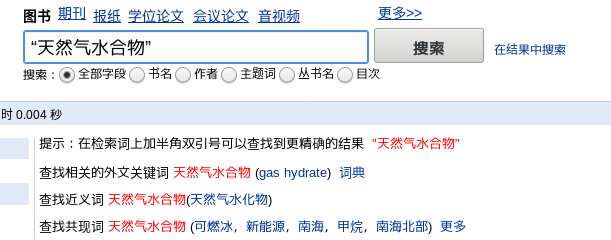 图书 期刊 报纸 学位论文 会议论文 音视频 更多>>
“天然气水合物” 搜索 在结果中搜索
搜索： 全部字段 书名 作者 主题词 丛书名 目次
时 0.004 秒
提示：在检索词上加半角双引号可以查找到更精确的结果 "天然气水合物"
查找相关的外文关键词 天然气水合物 (gas hydrate) 词典
查找近义词 天然气水合物(天然气水化物)
查找共现词 天然气水合物 (可燃冰，新能源，南海，甲烷，南海北部) 更多